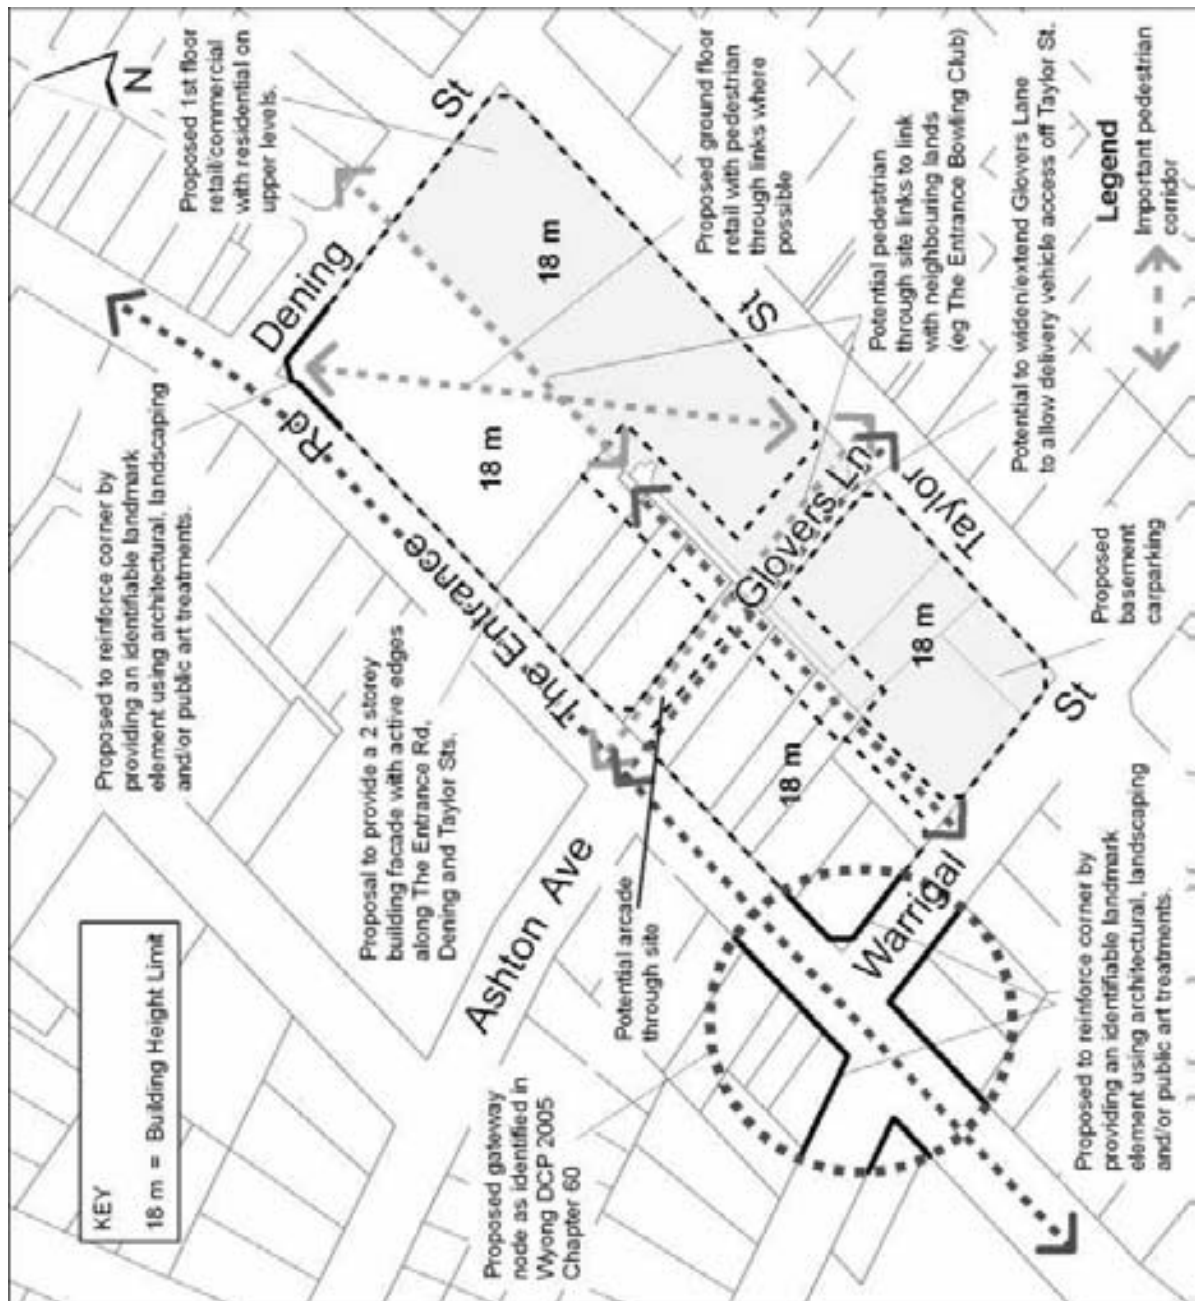 KEY
18 m = Building Height Limit
Proposed to reinforce corner by
providing an identifiable landmark
element using architectural, landscaping
and/or public art treatments.
N
Proposed 1st floor
retail/commercial
with residential on
upper levels.
Proposal to provide a 2 storey
building facade with active edges
along The Entrance Rd,
Dening and Taylor Sts.
Dening
St
The Entrance
Rd
Ashton Ave
18 m
18 m
Proposed ground floor
retail with pedestrian
through links where
possible
Potential arcade
through site
Proposed gateway
node as identified in
Wyong DCP 2005
Chapter 60
St
Glovers Ln
Taylor
Potential pedestrian
through site links to link
with neighbouring lands
(eg The Entrance Bowling Club)
18 m
18 m
Warrigal
St
Potential to widen/extend Glovers Lane
to allow delivery vehicle access off Taylor St.
Proposed
basement
carparking
Proposed to reinforce corner by
providing an identifiable landmark
element using architectural, landscaping
and/or public art treatments.
Legend
Important pedestrian
corridor